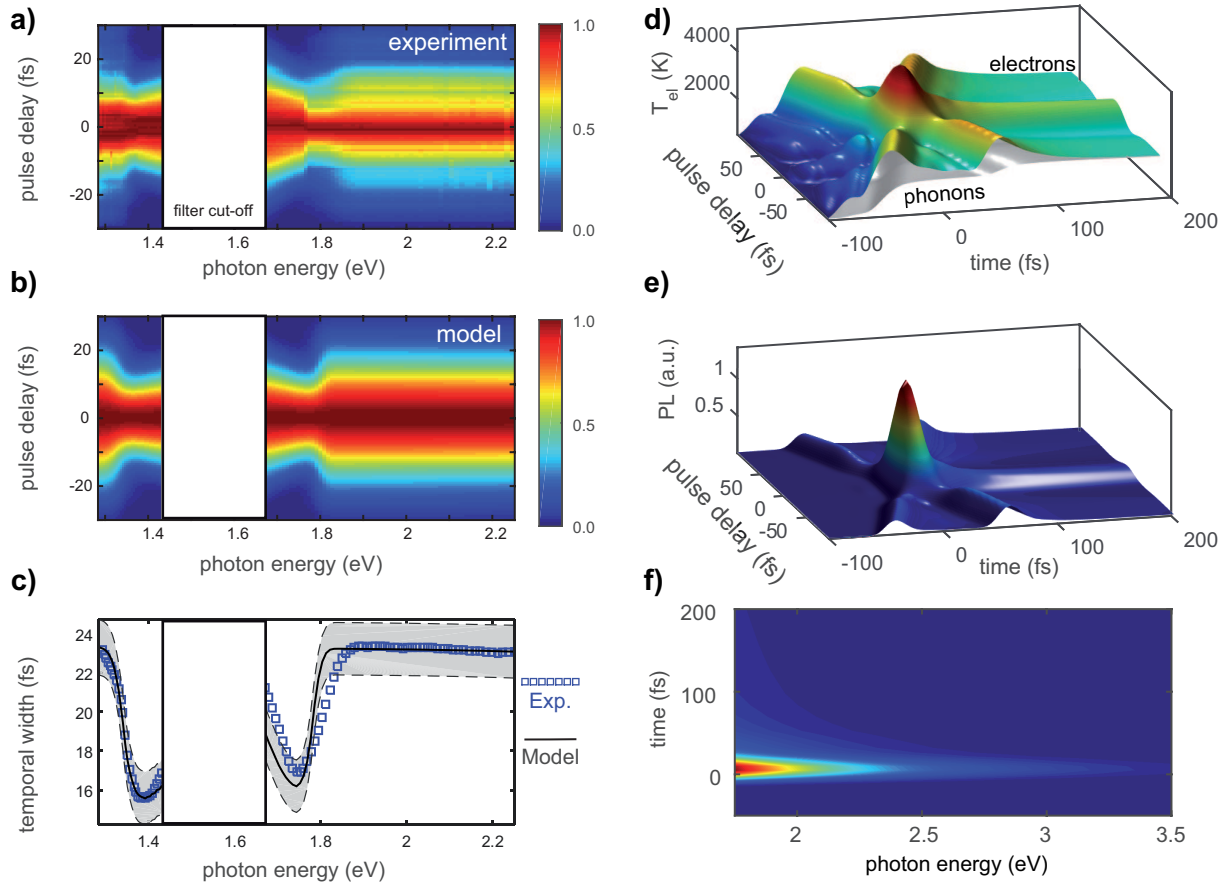 a)
experiment
pulse delay (fs)
20
0
-20
filter cut-off
1.4
1.6
1.8
2
2.2
photon energy (eV)
1.0
0.5
0.0
b)
model
pulse delay (fs)
20
0
-20
1.4
1.6
1.8
2
2.2
photon energy (eV)
1.0
0.5
0.0
c)
temporal width (fs)
24
22
20
18
16
1.4
1.6
1.8
2
2.2
photon energy (eV)
Exp.
Model
d)
T_el (K)
4000
2000
electrons
phonons
pulse delay (fs)
50
0
-50
-100
0
100
200
time (fs)
e)
PL (a.u.)
1
0.5
pulse delay (fs)
50
0
-50
-100
0
100
200
time (fs)
f)
time (fs)
200
100
0
2
2.5
3
3.5
photon energy (eV)